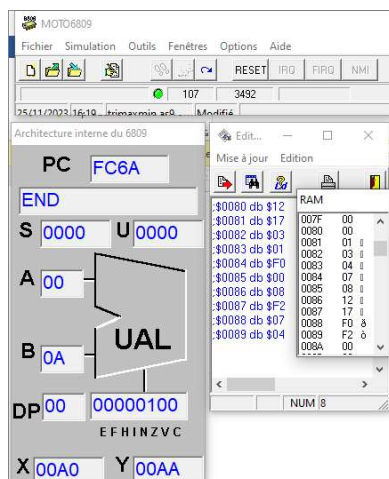 MOTO6809
Fichier Simulation Outils Fenêtres Options Aide
RESET IRQ FIRQ NMI
107 3492
25/11/2023 16:19 trimaxmin ac9 Modifié
Architecture interne du 6809
PC FC6A
END
S 0000 U 0000
A 00
B 0A
UAL
DP 00 00000100
EFHINZVC
X 00A0 Y 00AA
Edit...
Mise à jour Edition
;$0080 db $12
;$0081 db $17
;$0082 db $03
;$0083 db $01
;$0084 db $F0
;$0085 db $00
;$0086 db $08
;$0087 db $F2
;$0088 db $07
;$0089 db $04
NUM 8
RAM
007F 00
0080 00
0081 01
0082 03
0083 04
0084 07
0085 08
0086 12
0087 17
0088 F0 ð
0089 F2 ò
008A 00